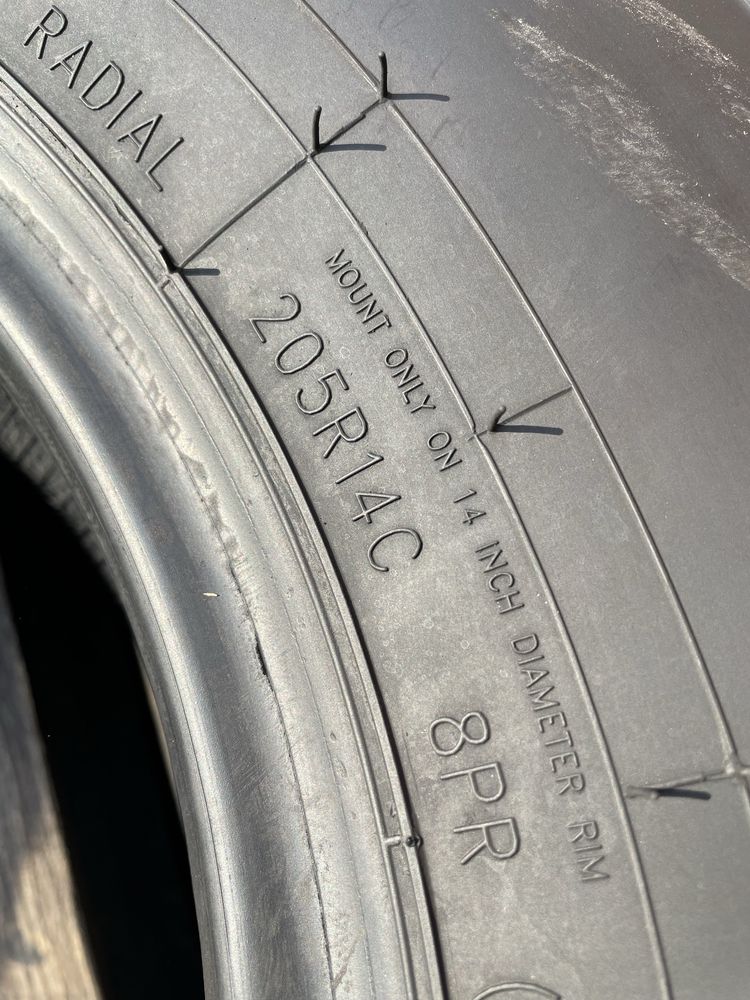 RADIAL
MOUNT ONLY ON 14 INCH DIAMETER RIM
205R14C
8PR